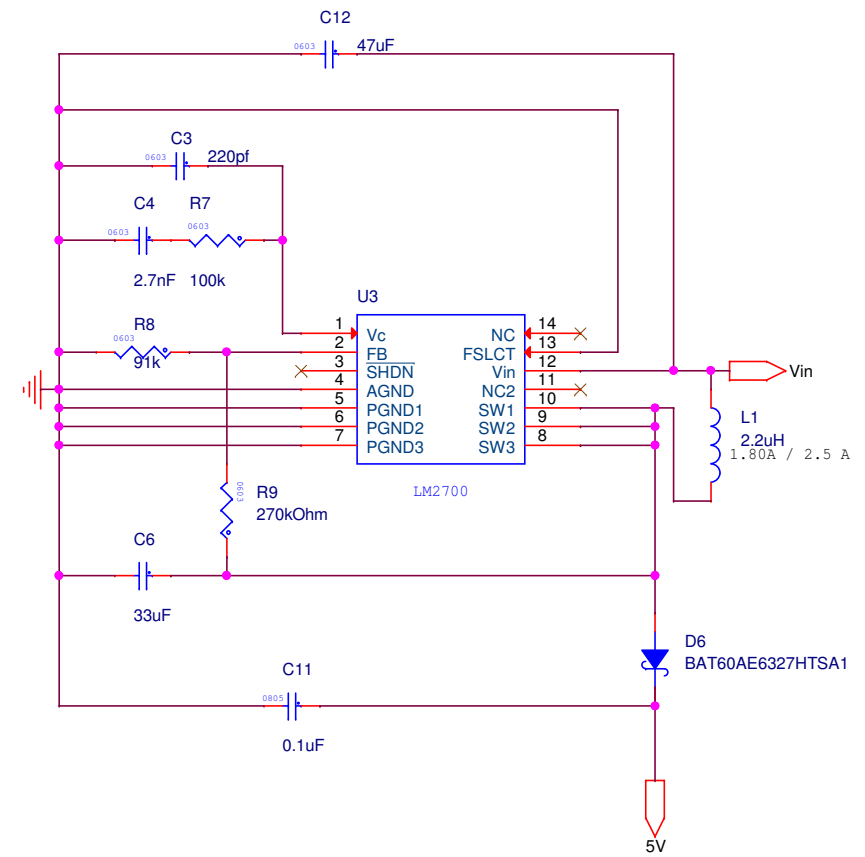 C12
0603
47uF
C3
0603
220pf
C4 R7
0603 0603
2.7nF 100k
U3
R8
0603
91k
1 Vc NC 14
2 FB FSLCT 13
3 SHDN Vin 12
4 AGND NC2 11
5 PGND1 SW1 10
6 PGND2 SW2 9
7 PGND3 SW3 8
LM2700
Vin
L1
2.2uH
1.80A / 2.5 A
R9
0603
270kOhm
C6
33uF
D6
BAT60AE6327HTSA1
C11
0805
0.1uF
5V